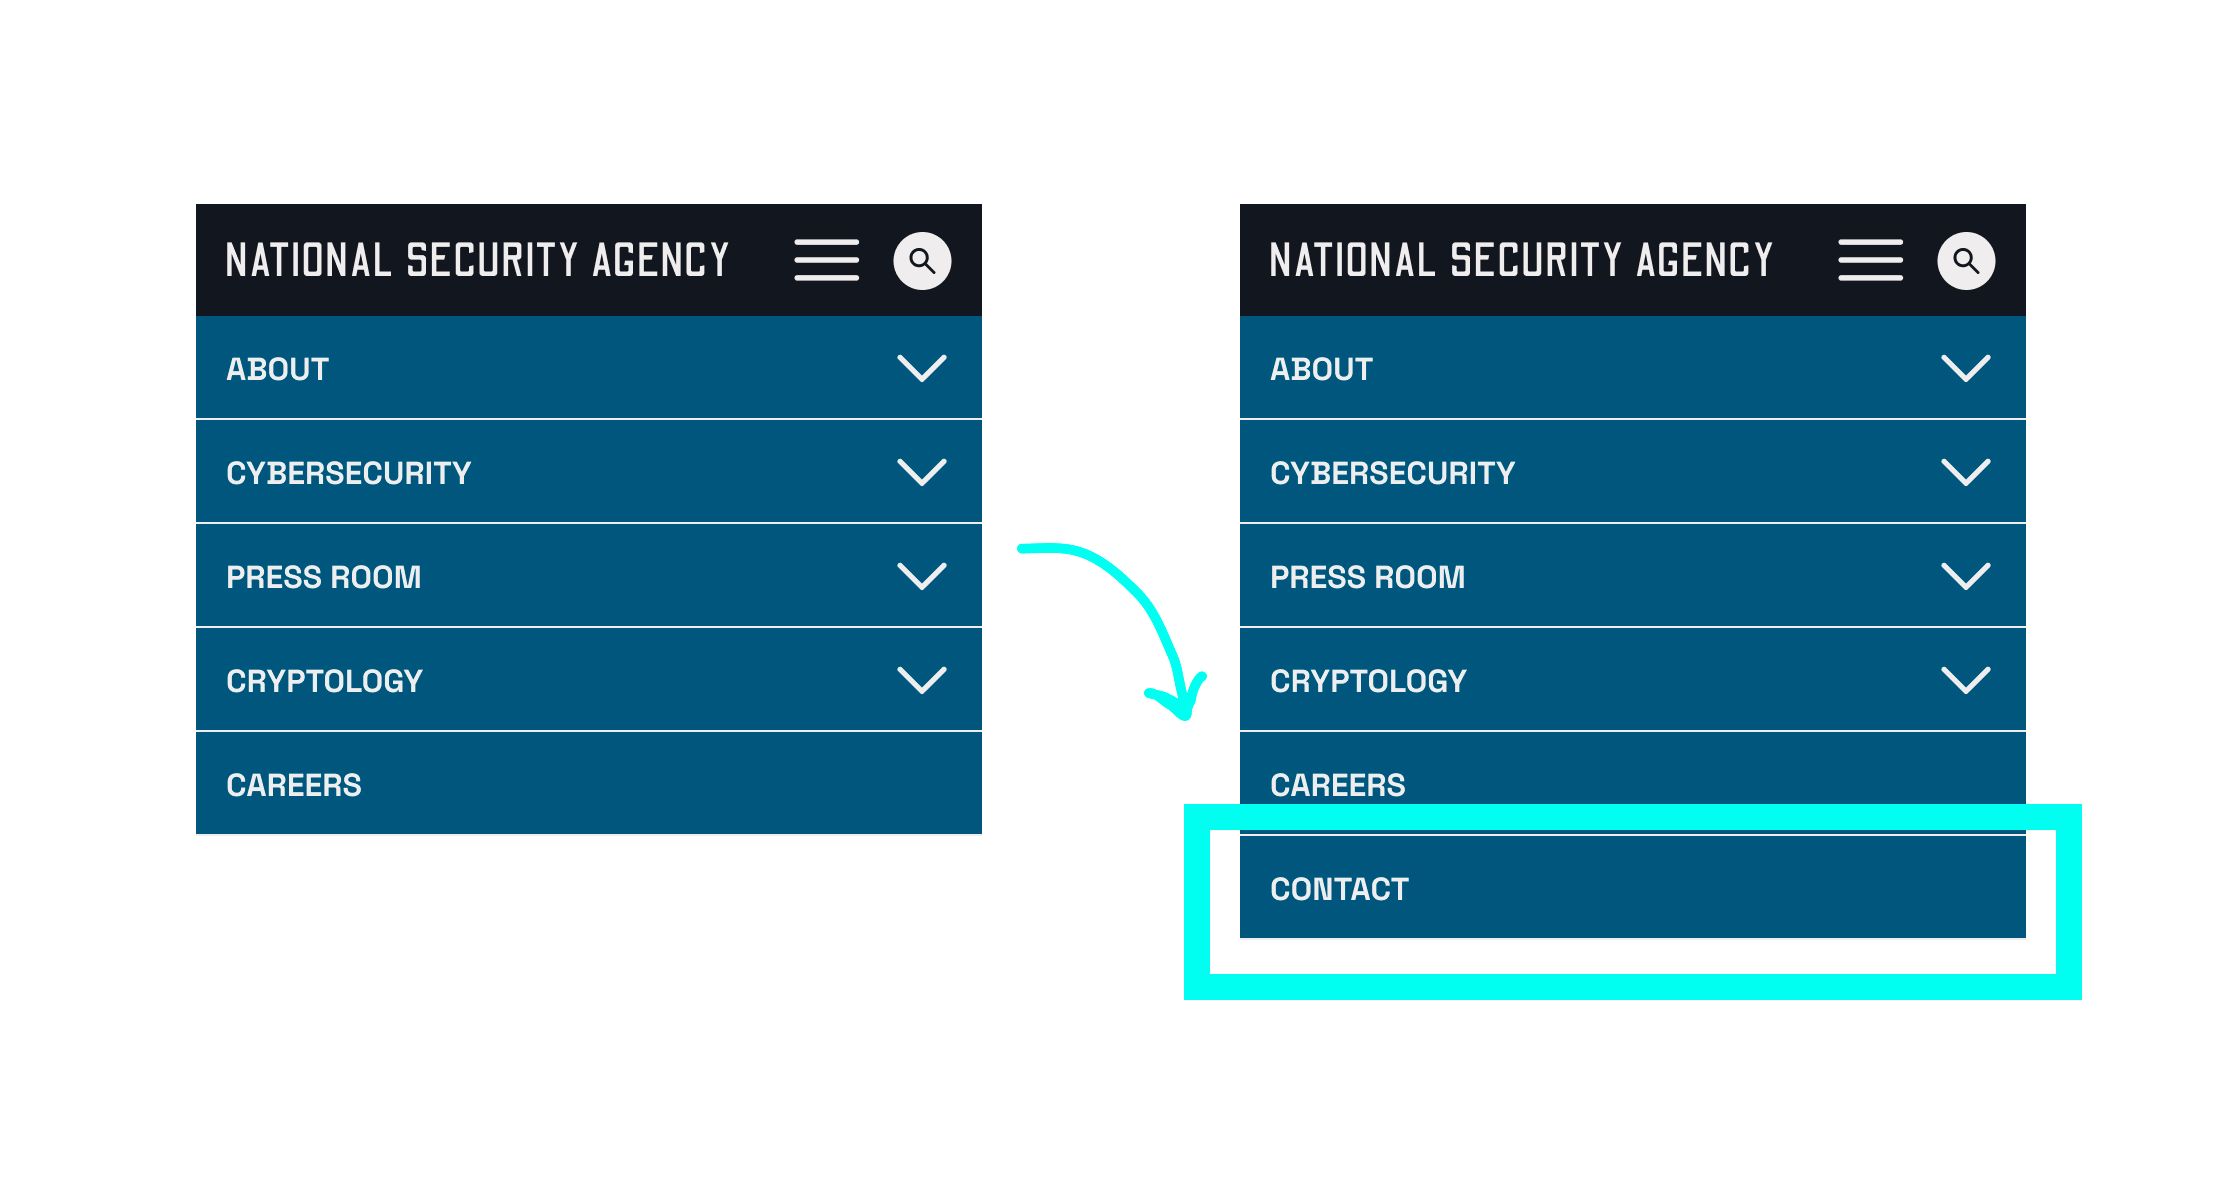 NATIONAL SECURITY AGENCY
ABOUT
CYBERSECURITY
PRESS ROOM
CRYPTOLOGY
CAREERS
NATIONAL SECURITY AGENCY
ABOUT
CYBERSECURITY
PRESS ROOM
CRYPTOLOGY
CAREERS
CONTACT